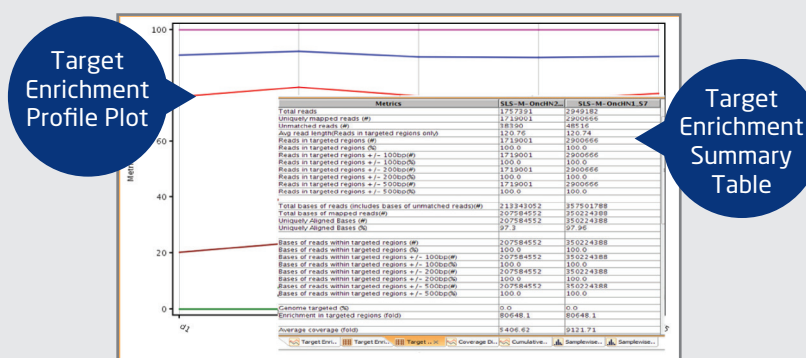 Target
Enrichment
Profile Plot
Target
Enrichment
Summary
Table
100
60
40
20
0
d1
Metrics SLS-M-OncHN2... SLS-M-OncHN1_S7
Total reads 1757391 2949182
Uniquely mapped reads (#) 1719001 2900666
Unmatched reads (#) 38390 48516
Avg read length(Reads in targeted regions only) 120.76 120.74
Reads in targeted regions (#) 1719001 2900666
Reads in targeted regions (%) 100.0 100.0
Reads in targeted regions +/- 100bp(#) 1719001 2900666
Reads in targeted regions +/- 100bp(%) 100.0 100.0
Reads in targeted regions +/- 200bp(#) 1719001 2900666
Reads in targeted regions +/- 200bp(%) 100.0 100.0
Reads in targeted regions +/- 500bp(#) 1719001 2900666
Reads in targeted regions +/- 500bp(%) 100.0 100.0
Total bases of reads (includes bases of unmatched reads)(#) 213343052 357501788
Total bases of mapped reads(#) 207584552 350224388
Uniquely Aligned Bases (#) 207584552 350224388
Uniquely Aligned Bases (%) 97.3 97.96
Bases of reads within targeted regions (#) 207584552 350224388
Bases of reads within targeted regions (%) 100.0 100.0
Bases of reads within targeted regions +/- 100bp(#) 207584552 350224388
Bases of reads within targeted regions +/- 100bp(%) 100.0 100.0
Bases of reads within targeted regions +/- 200bp(#) 207584552 350224388
Bases of reads within targeted regions +/- 200bp(%) 100.0 100.0
Bases of reads within targeted regions +/- 500bp(#) 207584552 350224388
Bases of reads within targeted regions +/- 500bp(%) 100.0 100.0
Genome targeted (%) 0.0 0.0
Enrichment in targeted regions (fold) 80648.1 80648.1
Average coverage (fold) 5406.62 9121.71
Target Enri... Target Enri... Target ... Coverage Di... Cumulative... Samplewise... Samplewise...